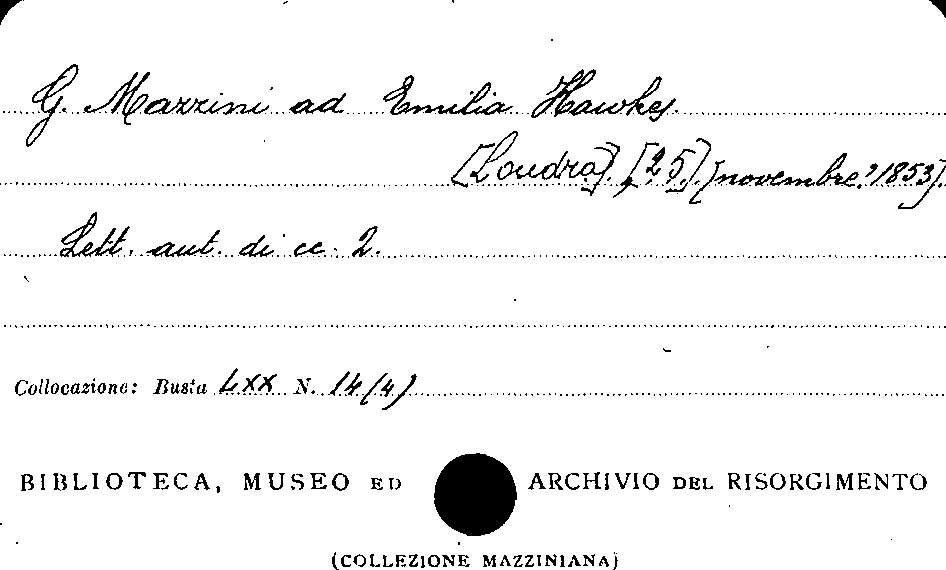 G. Mazzini ad Emilia Hawkes.
[Londra], [25], [novembre? 1853].
Lett. aut. di cc. 2.
Collocazione: Busta LXX N. 14(4)
BIBLIOTECA, MUSEO ED ARCHIVIO DEL RISORGIMENTO
(COLLEZIONE MAZZINIANA)